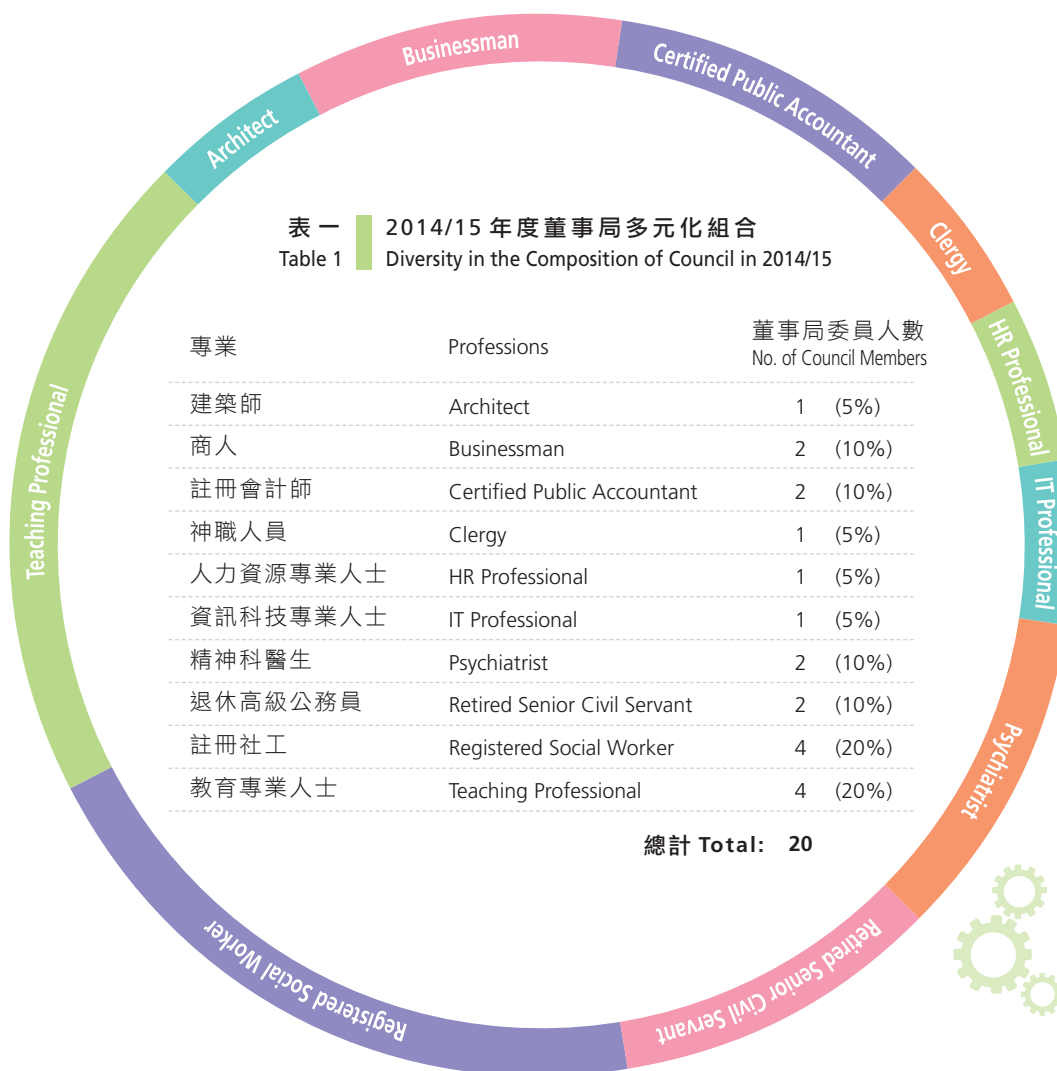 Businessman
Certified Public Accountant
Architect
Clergy
表一 2014/15 年度董事局多元化組合
Table 1 Diversity in the Composition of Council in 2014/15
HR Professional
專業 Professions 董事局委員人數
No. of Council Members
建築師 Architect 1 (5%)
商人 Businessman 2 (10%)
註冊會計師 Certified Public Accountant 2 (10%)
神職人員 Clergy 1 (5%)
人力資源專業人士 HR Professional 1 (5%)
資訊科技專業人士 IT Professional 1 (5%)
精神科醫生 Psychiatrist 2 (10%)
退休高級公務員 Retired Senior Civil Servant 2 (10%)
註冊社工 Registered Social Worker 4 (20%)
教育專業人士 Teaching Professional 4 (20%)
總計 Total: 20
Teaching Professional
IT Professional
Psychiatrist
Registered Social Worker
Retired Senior Civil Servant